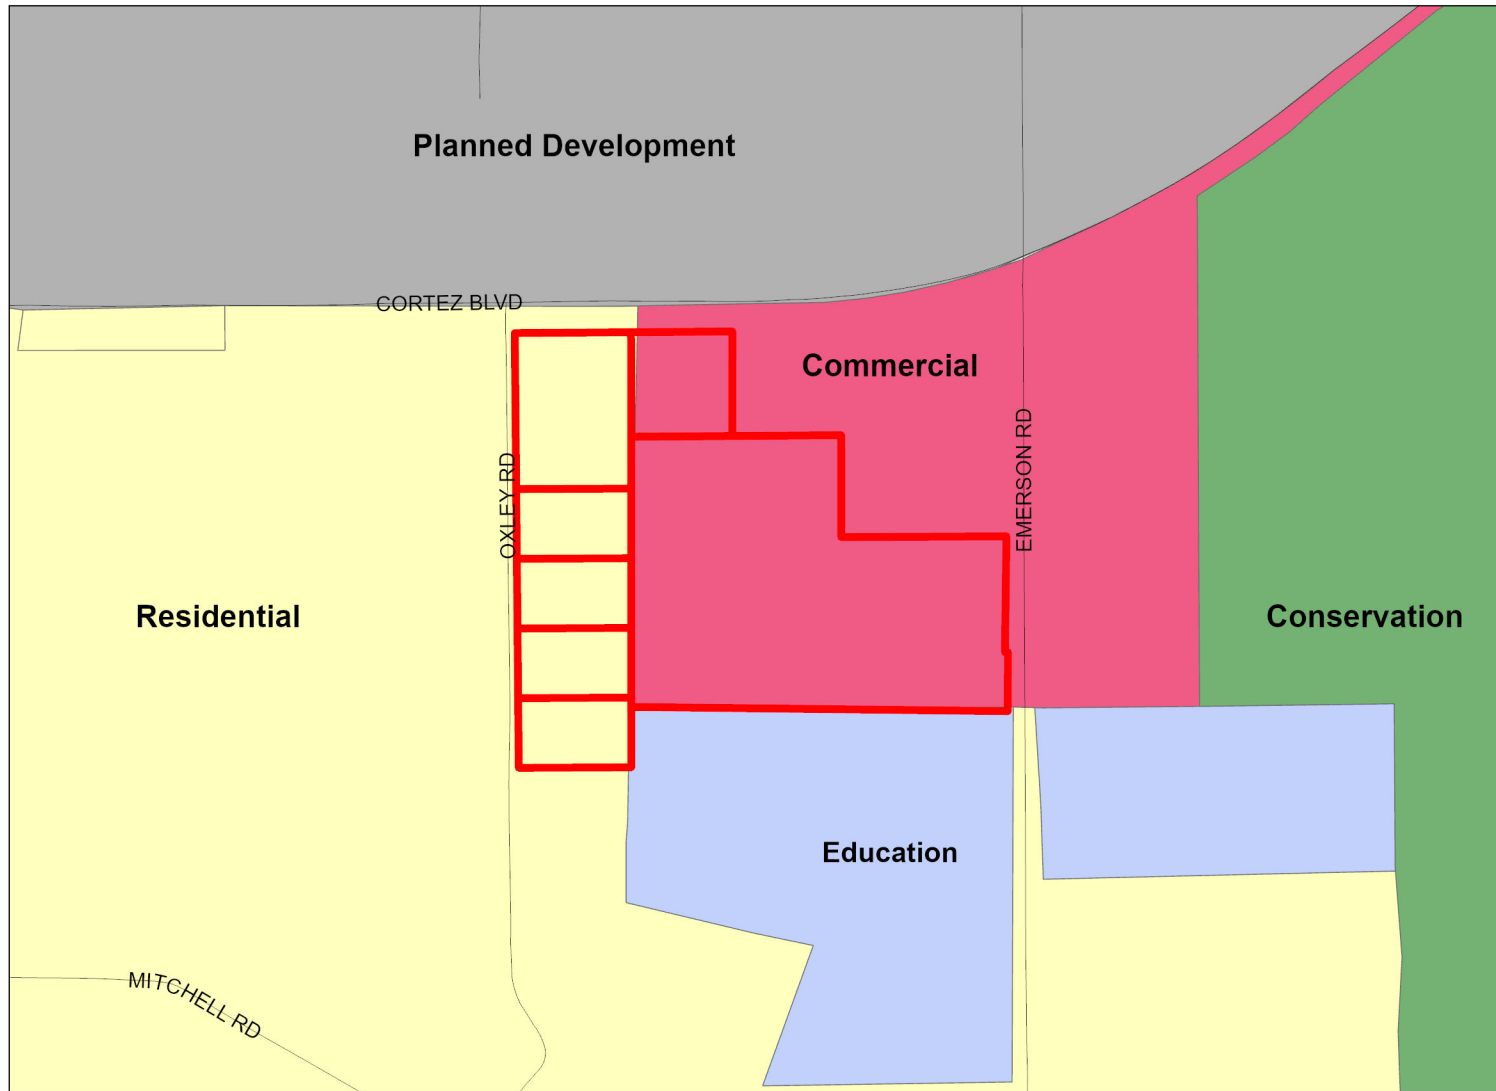 Planned Development
CORTEZ BLVD
Commercial
OXLEY RD
EMERSON RD
Residential
Conservation
Education
MITCHELL RD